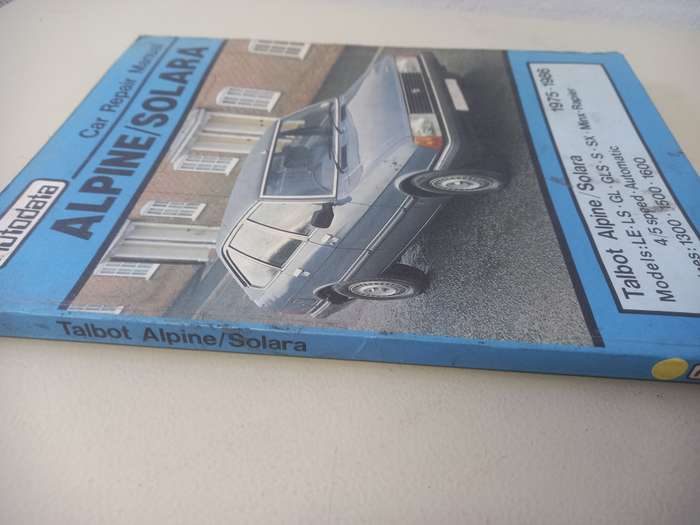 autodata
Car Repair Manual
ALPINE/SOLARA
Talbot Alpine/Solara 1975-1986
Models: LE·LS·GL·GLS·S·SX·Minx·Rapier
4/5 speed·Automatic
1300·1500·1600
Talbot Alpine/Solara